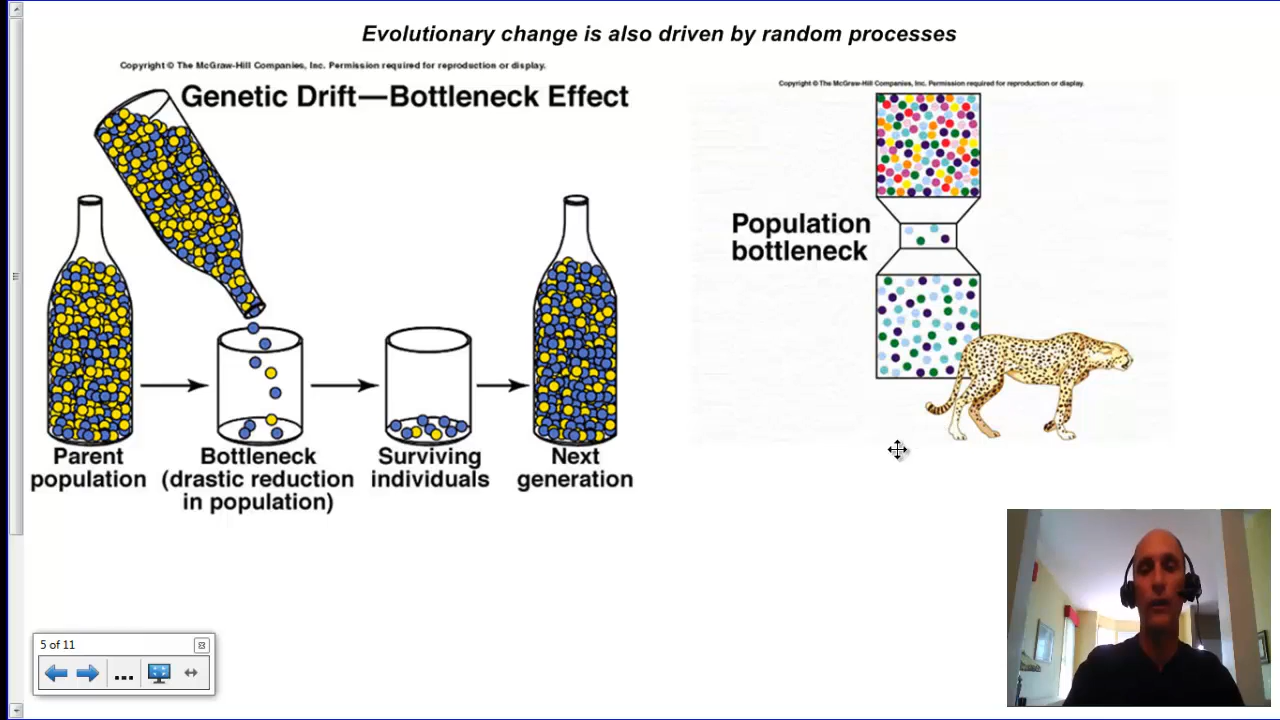 Evolutionary change is also driven by random processes
Copyright © The McGraw-Hill Companies, Inc. Permission required for reproduction or display.
Genetic Drift—Bottleneck Effect
Parent
population
Bottleneck
(drastic reduction
in population)
Surviving
individuals
Next
generation
Copyright © The McGraw-Hill Companies, Inc. Permission required for reproduction or display.
Population
bottleneck
5 of 11
...